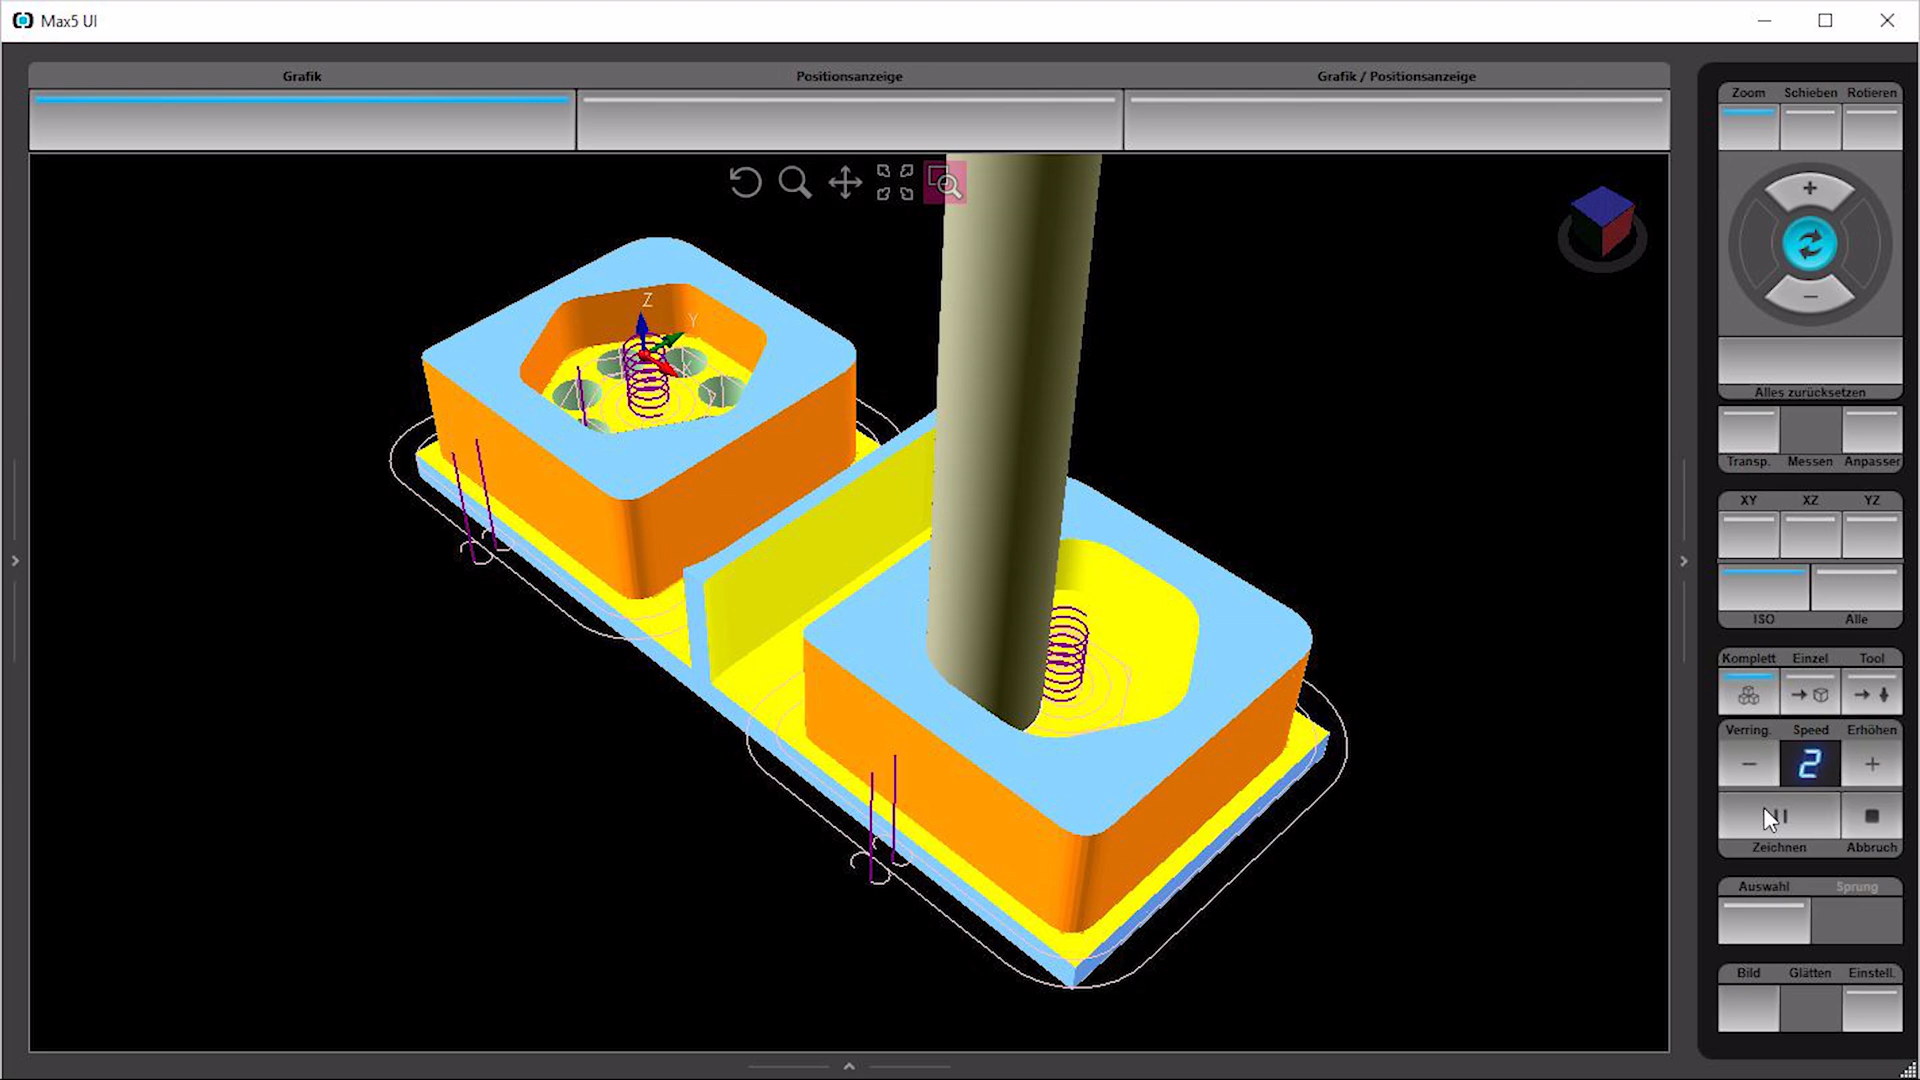 Max5 UI
Grafik
Positionsanzeige
Grafik / Positionsanzeige
Zoom
Schieben
Rotieren
Z
Y
X
+
−
Alles zurücksetzen
Transp.
Messen
Anpassen
XY
XZ
YZ
ISO
Alle
Komplett
Einzel
Tool
Verring.
Speed
Erhöhen
−
2
+
Zeichnen
Abbruch
Auswahl
Sprung
Bild
Glätten
Einstell.